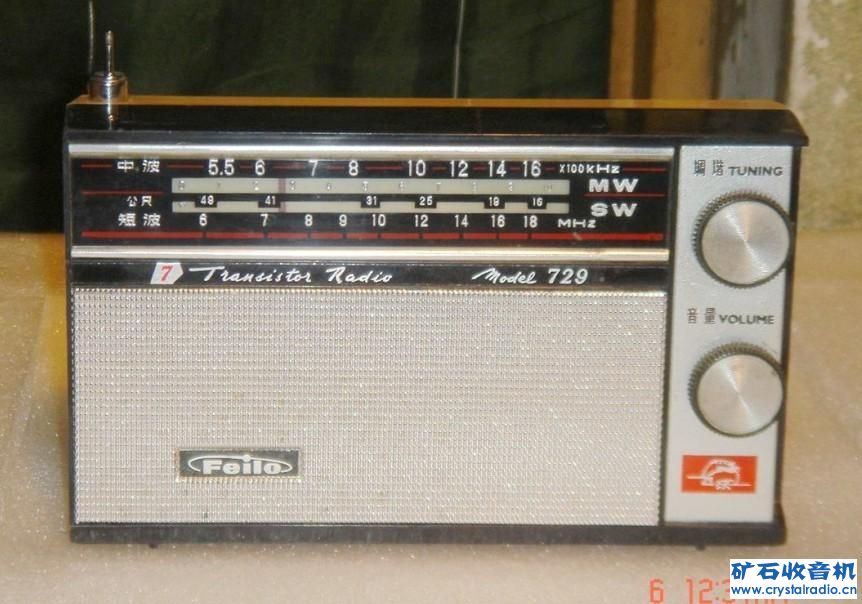 中波 5.5 6 7 8 10 12 14 16 X100kHz
MW
公尺 49 41 31 25 19 16
SW
短波 6 7 8 9 10 12 14 16 18 MHz
7 Transistor Radio Model 729
調諧 TUNING
音量 VOLUME
Feilo
矿石收音机
www.crystalradio.cn